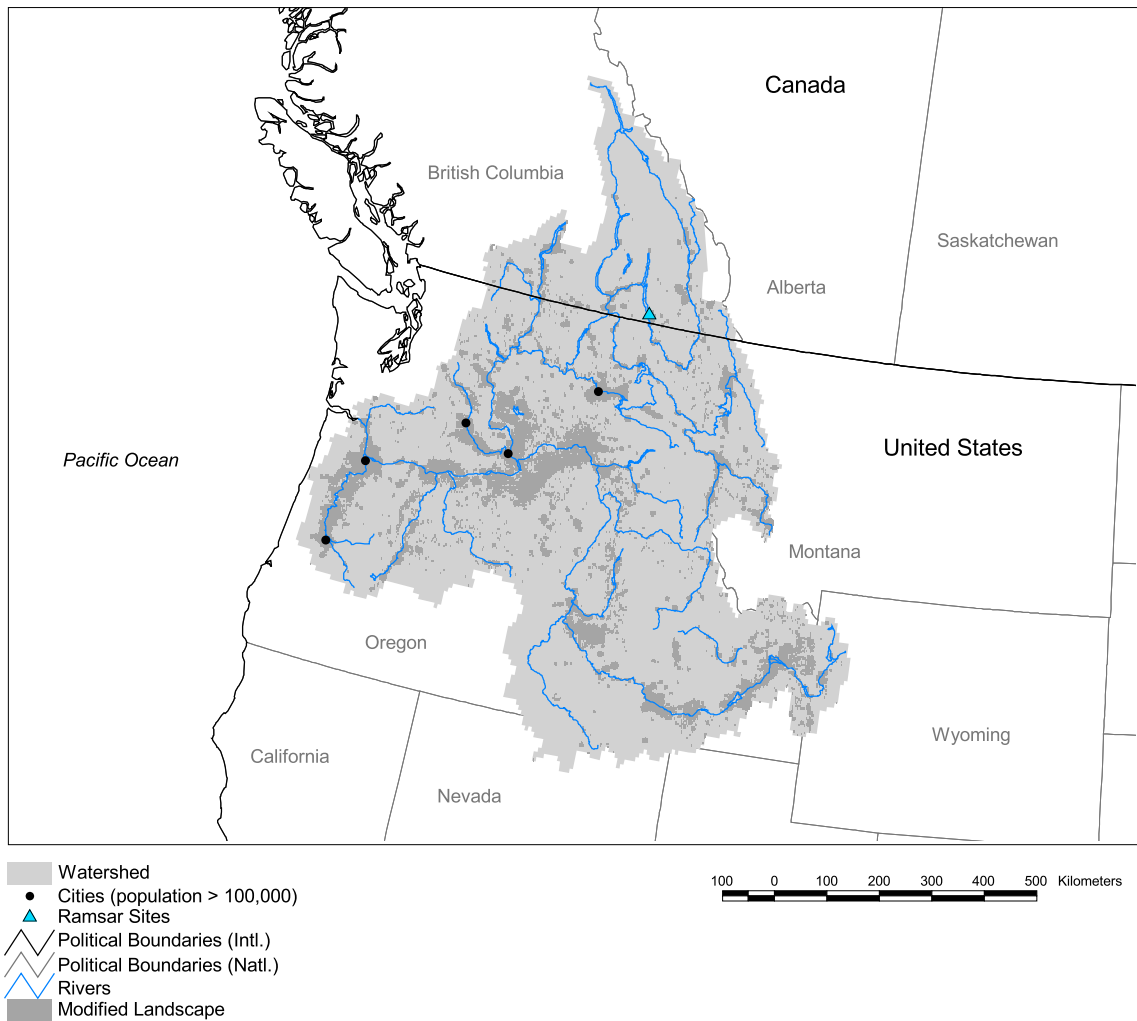 Canada
British Columbia
Saskatchewan
Alberta
United States
Pacific Ocean
Montana
Oregon
Wyoming
California
Nevada
Watershed
Cities (population > 100,000)
Ramsar Sites
Political Boundaries (Intl.)
Political Boundaries (Natl.)
Rivers
Modified Landscape
100 0 100 200 300 400 500 Kilometers